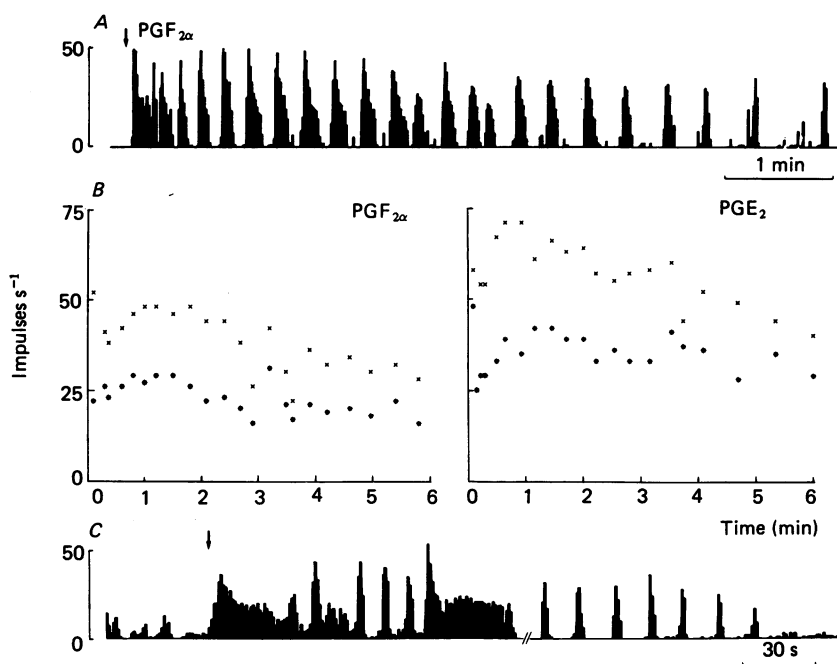 A
PGF2α
50
0
1 min
B
75
PGF2α
PGE2
50
Impulses s−1
25
0
0 1 2 3 4 5 6
0 1 2 3 4 5 6
Time (min)
C
50
0
30 s